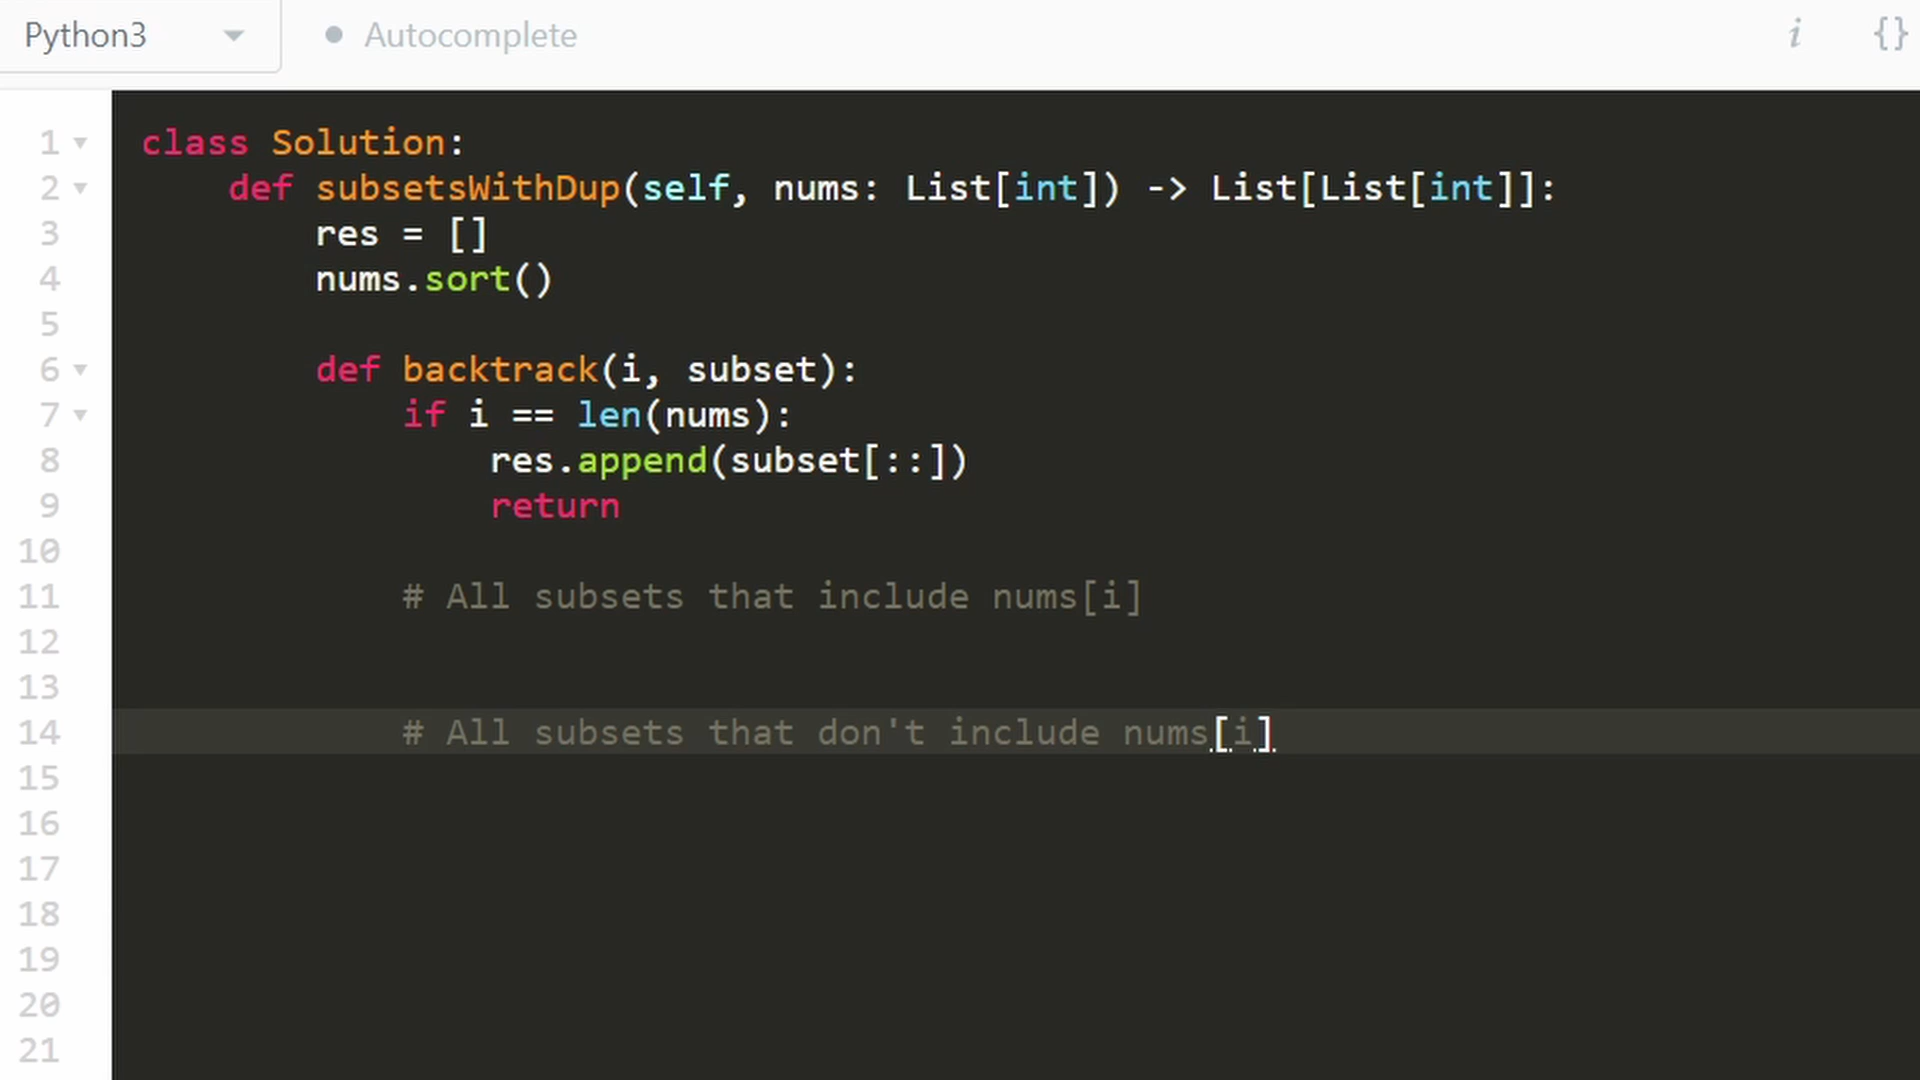 Python3 Autocomplete i {}
1 class Solution:
2 def subsetsWithDup(self, nums: List[int]) -> List[List[int]]:
3 res = []
4 nums.sort()
5
6 def backtrack(i, subset):
7 if i == len(nums):
8 res.append(subset[::])
9 return
10
11 # All subsets that include nums[i]
12
13
14 # All subsets that don't include nums[i]
15
16
17
18
19
20
21